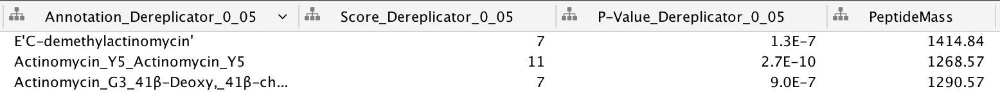 Annotation_Dereplicator_0_05 Score_Dereplicator_0_05 P-Value_Dereplicator_0_05 PeptideMass
E'C-demethylactinomycin' 7 1.3E-7 1414.84
Actinomycin_Y5_Actinomycin_Y5 11 2.7E-10 1268.57
Actinomycin_G3_41β-Deoxy,_41β-ch... 7 9.0E-7 1290.57